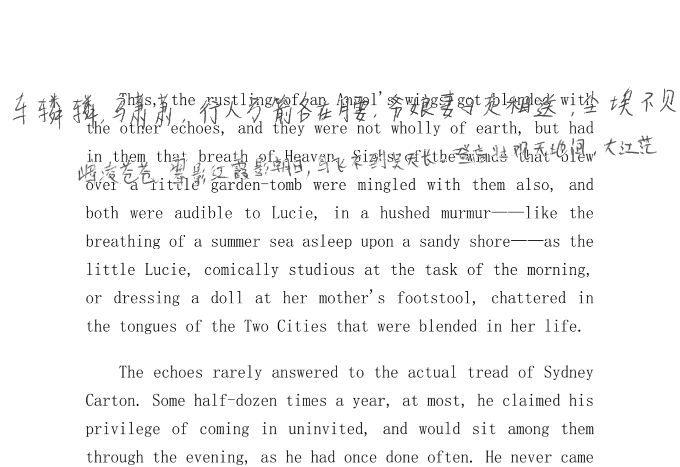 车辚辚,马萧萧,行人弓箭各在腰,爷娘妻子走相送,尘埃不见
Thus, the rustling of an Angel's wings got blended with
the other echoes, and they were not wholly of earth, but had
in them that breath of Heaven. Sighs of the winds that blew
凌苍苍,翠影红霞映朝日,鸟飞不到吴天长。登高壮观天地间,大江茫
over a little garden-tomb were mingled with them also, and
both were audible to Lucie, in a hushed murmur——like the
breathing of a summer sea asleep upon a sandy shore——as the
little Lucie, comically studious at the task of the morning,
or dressing a doll at her mother's footstool, chattered in
the tongues of the Two Cities that were blended in her life.
The echoes rarely answered to the actual tread of Sydney
Carton. Some half-dozen times a year, at most, he claimed his
privilege of coming in uninvited, and would sit among them
through the evening, as he had once done often. He never came